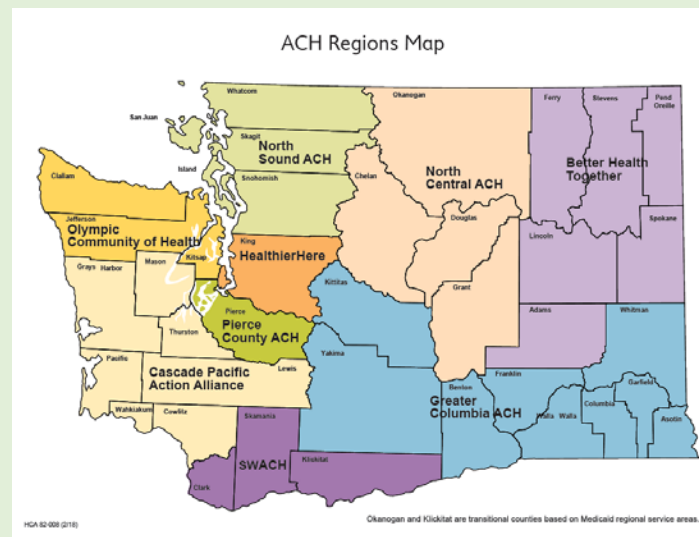 ACH Regions Map
Whatcom
Okanogan
Ferry
Stevens
Pend
Oreille
San Juan
Skagit
North
Sound ACH
Island
Snohomish
Chelan
North
Central ACH
Better Health
Together
Clallam
Jefferson
Olympic
Community of Health
Kitsap
Douglas
Spokane
Lincoln
King
HealthierHere
Grays Harbor
Mason
Kittitas
Grant
Pierce
Pierce
County ACH
Adams
Whitman
Thurston
Pacific
Cascade Pacific
Action Alliance
Lewis
Yakima
Benton
Franklin
Greater
Columbia ACH
Walla Walla
Columbia
Garfield
Asotin
Wahkiakum
Cowlitz
Skamania
SWACH
Klickitat
Clark
HCA 82-008 (2/18)
Okanogan and Klickitat are transitional counties based on Medicaid regional service areas.